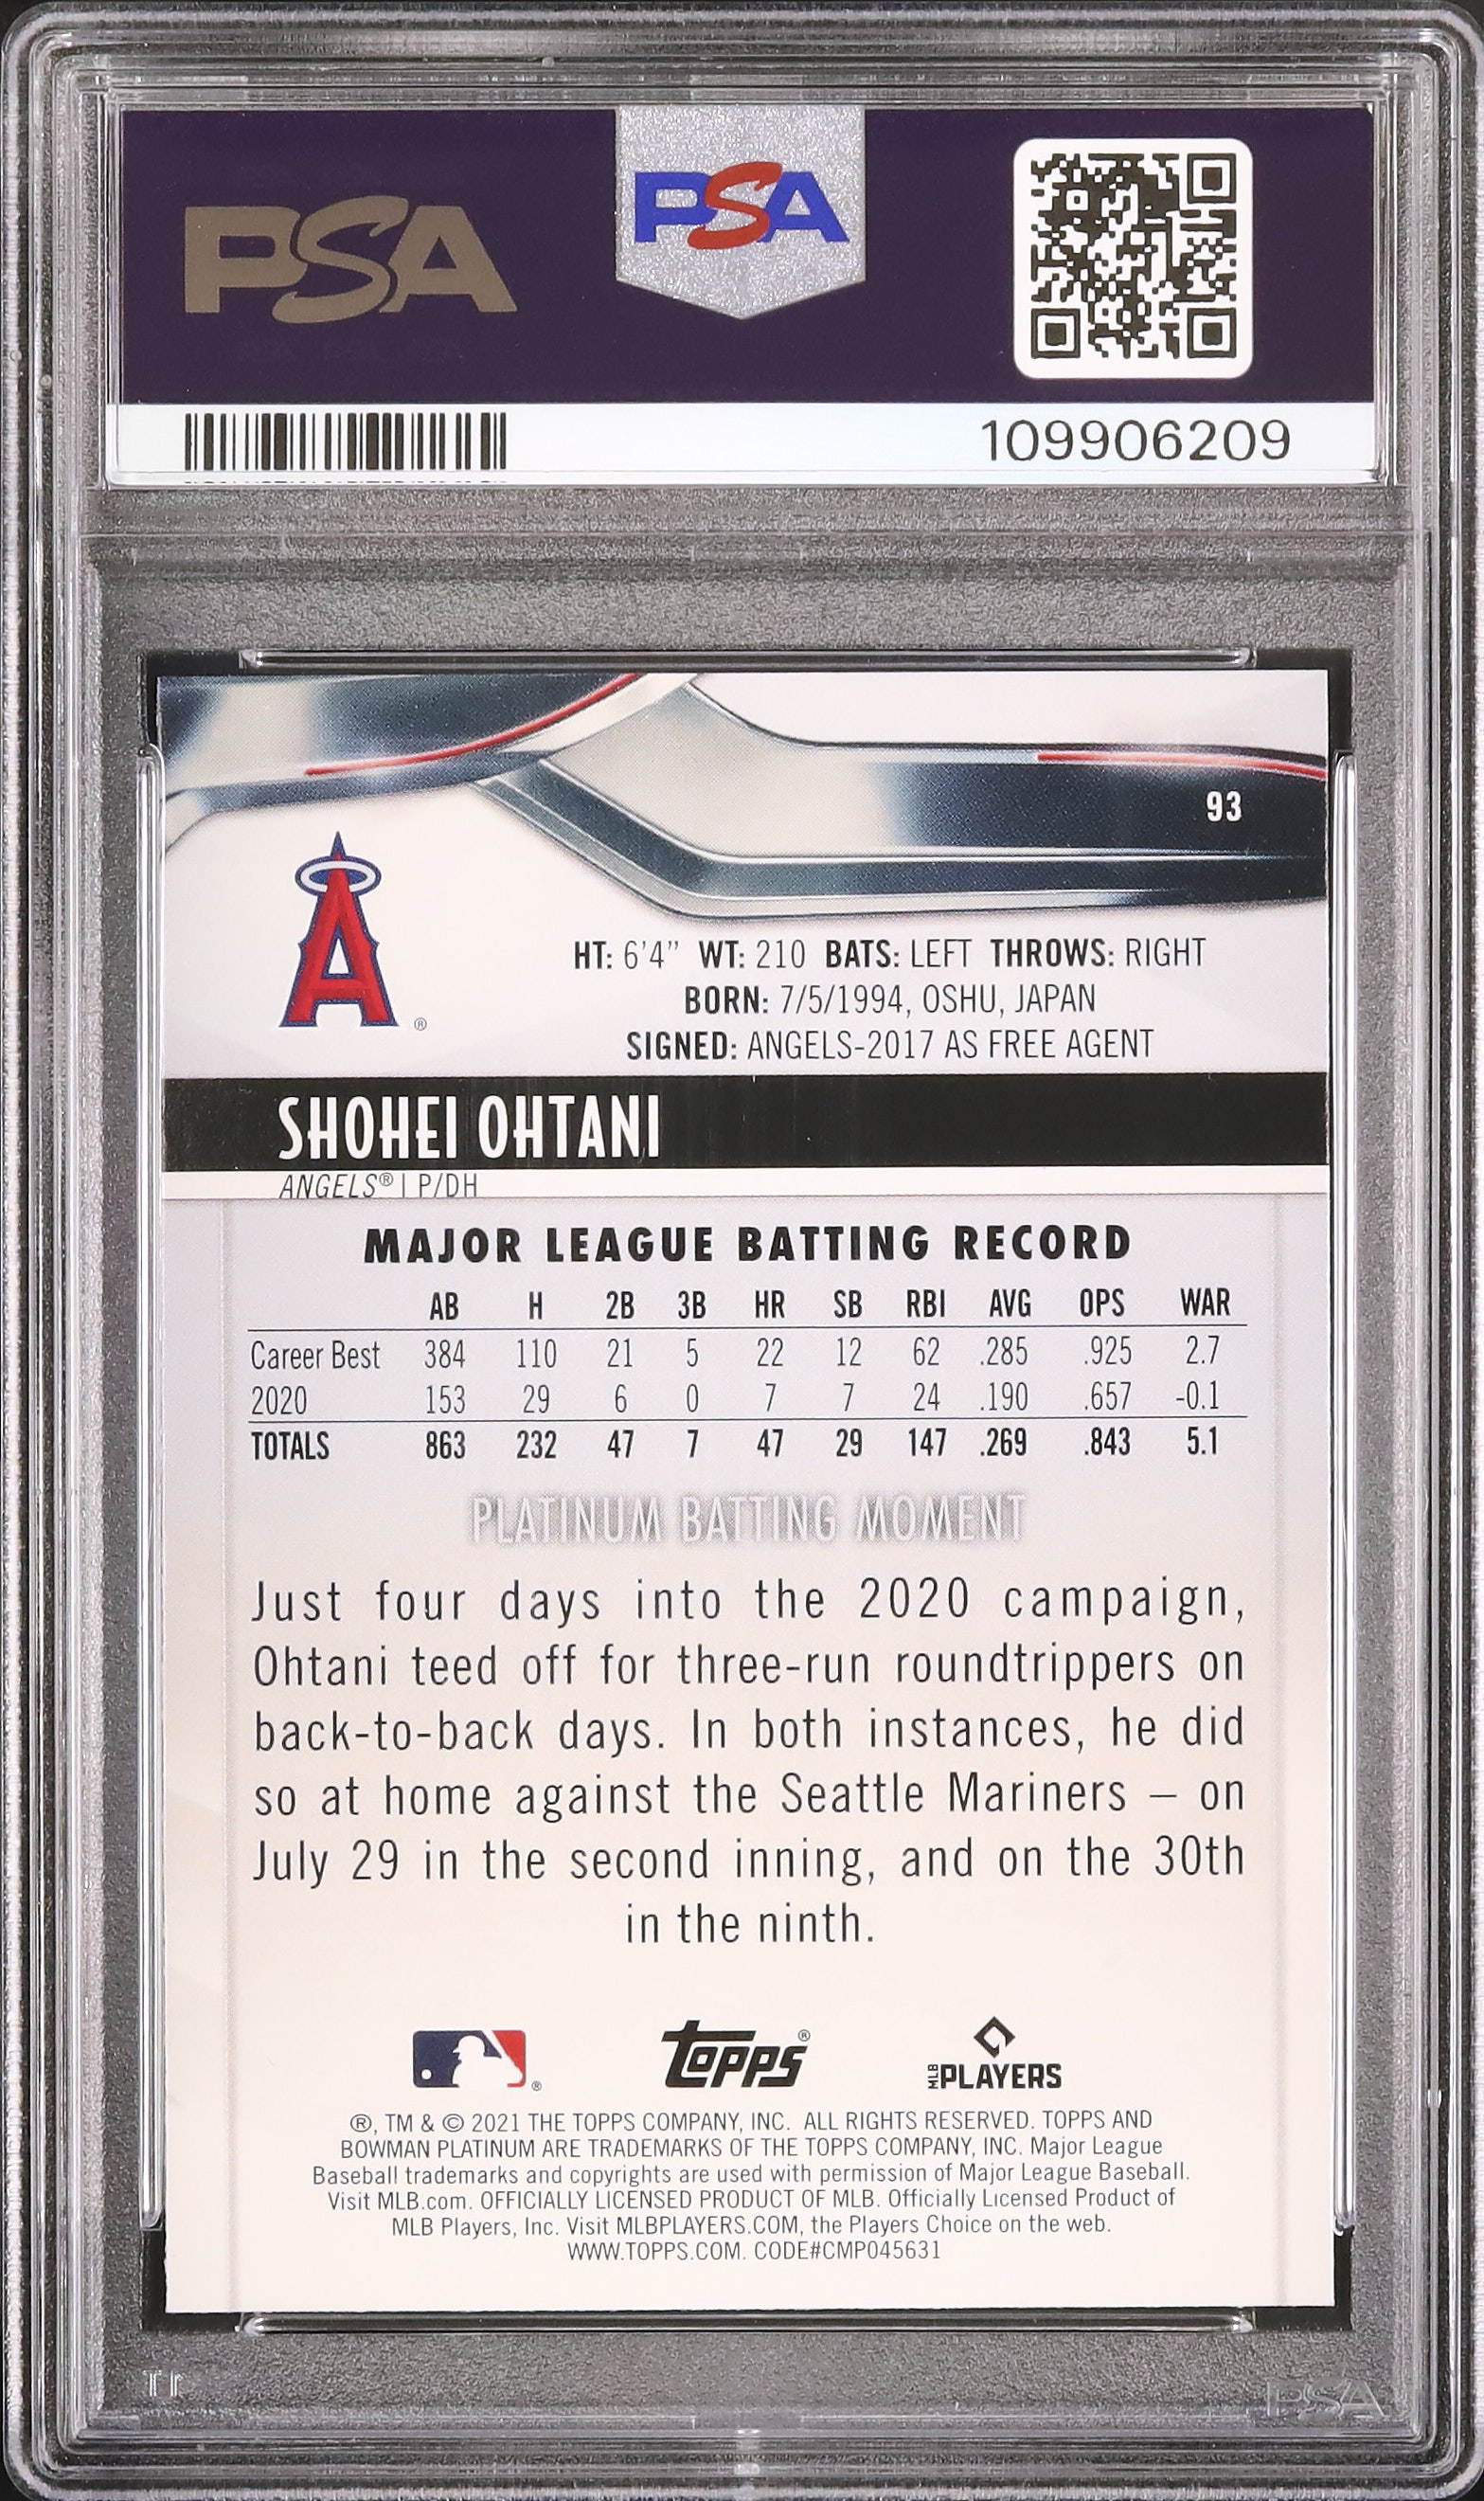 PSA
PSA
109906209
93
HT: 6'4" WT: 210 BATS: LEFT THROWS: RIGHT
BORN: 7/5/1994, OSHU, JAPAN
SIGNED: ANGELS-2017 AS FREE AGENT
A ®
SHOHEI OHTANI
ANGELS® | P/DH
MAJOR LEAGUE BATTING RECORD
AB H 2B 3B HR SB RBI AVG OPS WAR
Career Best 384 110 21 5 22 12 62 .285 .925 2.7
2020 153 29 6 0 7 7 24 .190 .657 -0.1
TOTALS 863 232 47 7 47 29 147 .269 .843 5.1
PLATINUM BATTING MOMENT
Just four days into the 2020 campaign,
Ohtani teed off for three-run roundtrippers on
back-to-back days. In both instances, he did
so at home against the Seattle Mariners – on
July 29 in the second inning, and on the 30th
in the ninth.
® Topps® MLB PLAYERS
®, TM & © 2021 THE TOPPS COMPANY, INC. ALL RIGHTS RESERVED. TOPPS AND
BOWMAN PLATINUM ARE TRADEMARKS OF THE TOPPS COMPANY, INC. Major League
Baseball trademarks and copyrights are used with permission of Major League Baseball.
Visit MLB.com. OFFICIALLY LICENSED PRODUCT OF MLB. Officially Licensed Product of
MLB Players, Inc. Visit MLBPLAYERS.COM, the Players Choice on the web.
WWW.TOPPS.COM. CODE#CMP045631
PSA